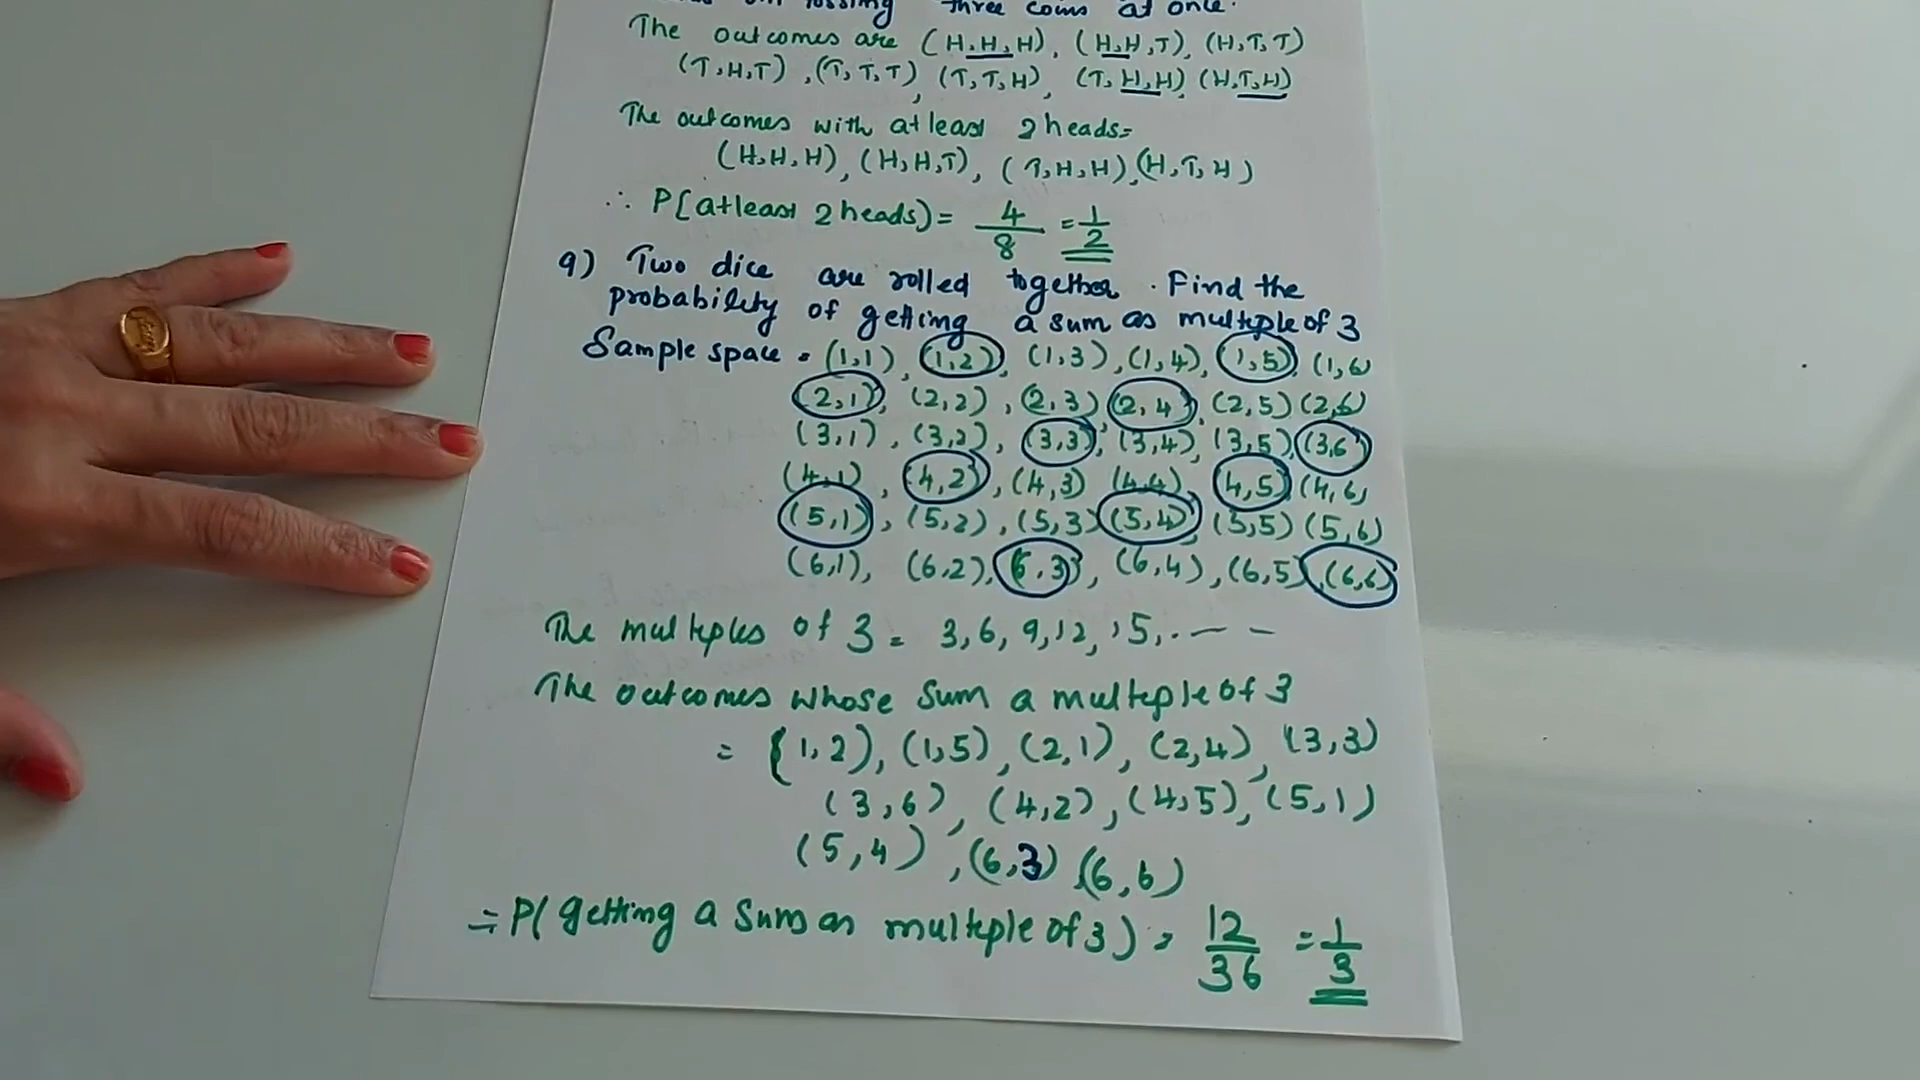 tossing three coins at once.
The outcomes are (H,H,H), (H,H,T), (H,T,T)
(T,H,T), (T,T,T), (T,T,H), (T,H,H), (H,T,H)
The outcomes with atleast 2 heads=
(H,H,H), (H,H,T), (T,H,H), (H,T,H)
∴ P(atleast 2 heads) = 4/8 = 1/2
9) Two dice are rolled together. Find the
probability of getting a sum as multiple of 3
Sample space = (1,1), (1,2), (1,3), (1,4), (1,5), (1,6)
(2,1), (2,2), (2,3), (2,4), (2,5) (2,6)
(3,1), (3,2), (3,3), (3,4), (3,5), (3,6)
(4,1), (4,2), (4,3) (4,4), (4,5) (4,6)
(5,1), (5,2), (5,3) (5,4), (5,5) (5,6)
(6,1), (6,2), (6,3), (6,4), (6,5), (6,6)
The multiples of 3 = 3,6,9,12,15,.--
The outcomes whose sum a multiple of 3
= {1,2), (1,5), (2,1), (2,4), (3,3)
(3,6), (4,2), (4,5), (5,1)
(5,4), (6,3) (6,6)
= P(getting a sum as multiple of 3) = 12/36 = 1/3